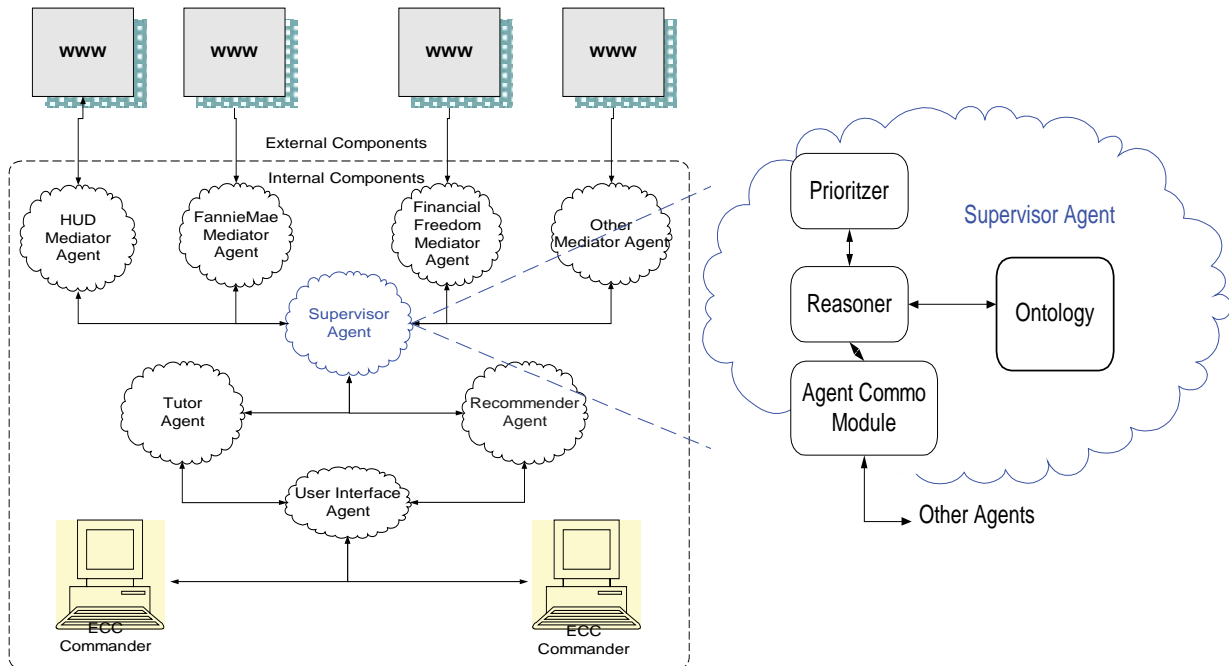 www
www
www
www
External Components
Internal Components
HUD
Mediator
Agent
FannieMae
Mediator
Agent
Financial
Freedom
Mediator
Agent
Other
Mediator Agent
Supervisor
Agent
Tutor
Agent
Recommender
Agent
User Interface
Agent
ECC
Commander
ECC
Commander
Prioritzer
Supervisor Agent
Reasoner
Ontology
Agent Commo
Module
Other Agents